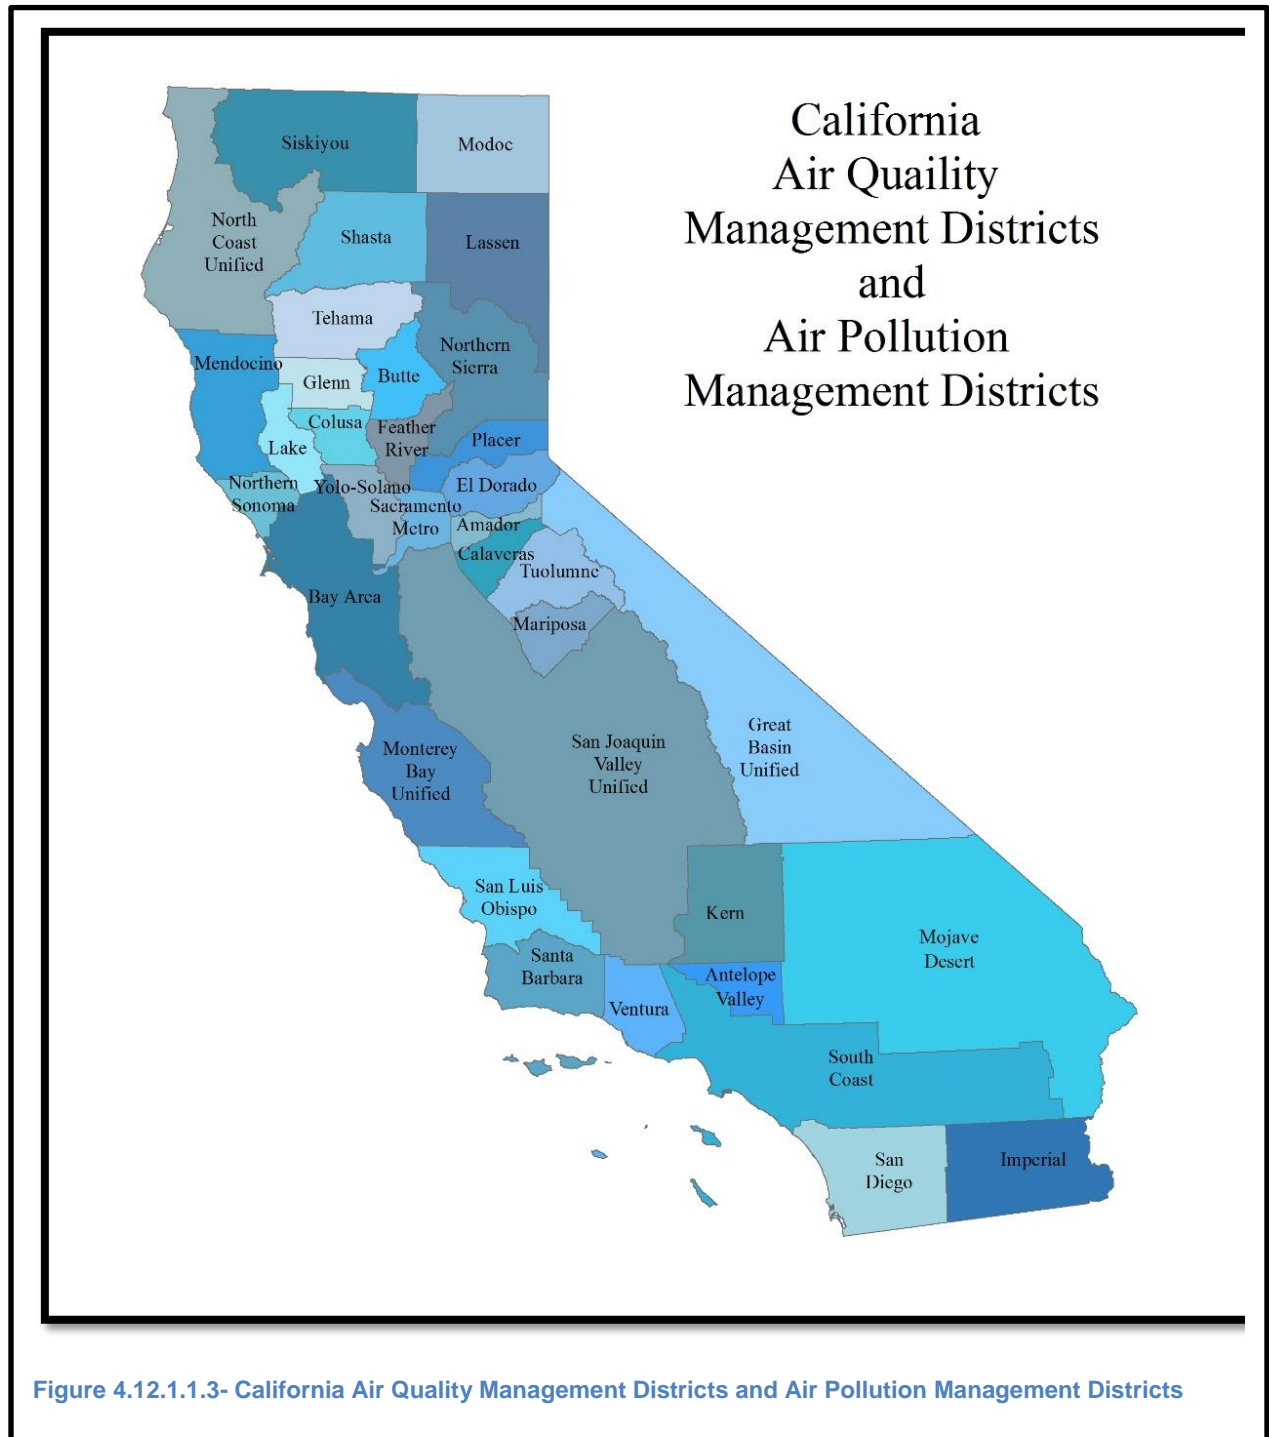 California
Air Quaility
Management Districts
and
Air Pollution
Management Districts
Siskiyou
Modoc
North
Coast
Unified
Shasta
Lassen
Tehama
Northern
Sierra
Mendocino
Glenn
Butte
Colusa
Feather
River
Placer
Lake
Northern
Sonoma
Yolo-Solano
El Dorado
Sacramento
Metro
Amador
Calaveras
Tuolumne
Bay Area
Mariposa
Great
Basin
Unified
San Joaquin
Valley
Unified
Monterey
Bay
Unified
San Luis
Obispo
Kern
Mojave
Desert
Santa
Barbara
Antelope
Valley
Ventura
South
Coast
San
Diego
Imperial
Figure 4.12.1.1.3- California Air Quality Management Districts and Air Pollution Management Districts